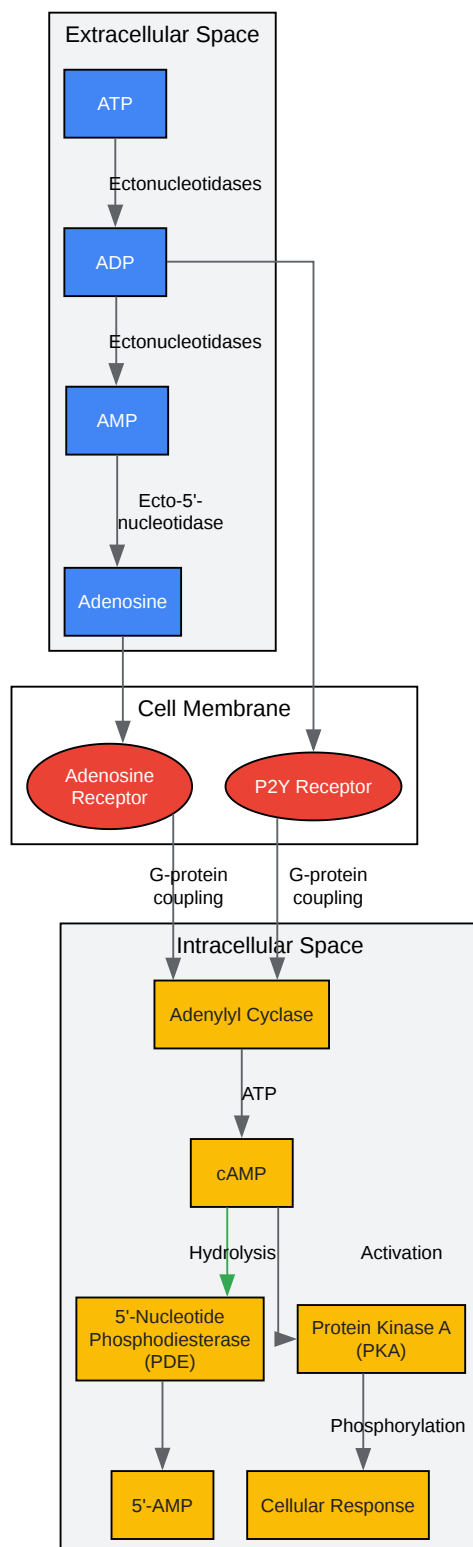 Extracellular Space
ATP
Ectonucleotidases
ADP
Ectonucleotidases
AMP
Ecto-5'-
nucleotidase
Adenosine
Cell Membrane
Adenosine
Receptor
P2Y Receptor
G-protein
coupling
G-protein
coupling
Intracellular Space
Adenylyl Cyclase
ATP
cAMP
Hydrolysis
Activation
5'-Nucleotide
Phosphodiesterase
(PDE)
Protein Kinase A
(PKA)
Phosphorylation
5'-AMP
Cellular Response